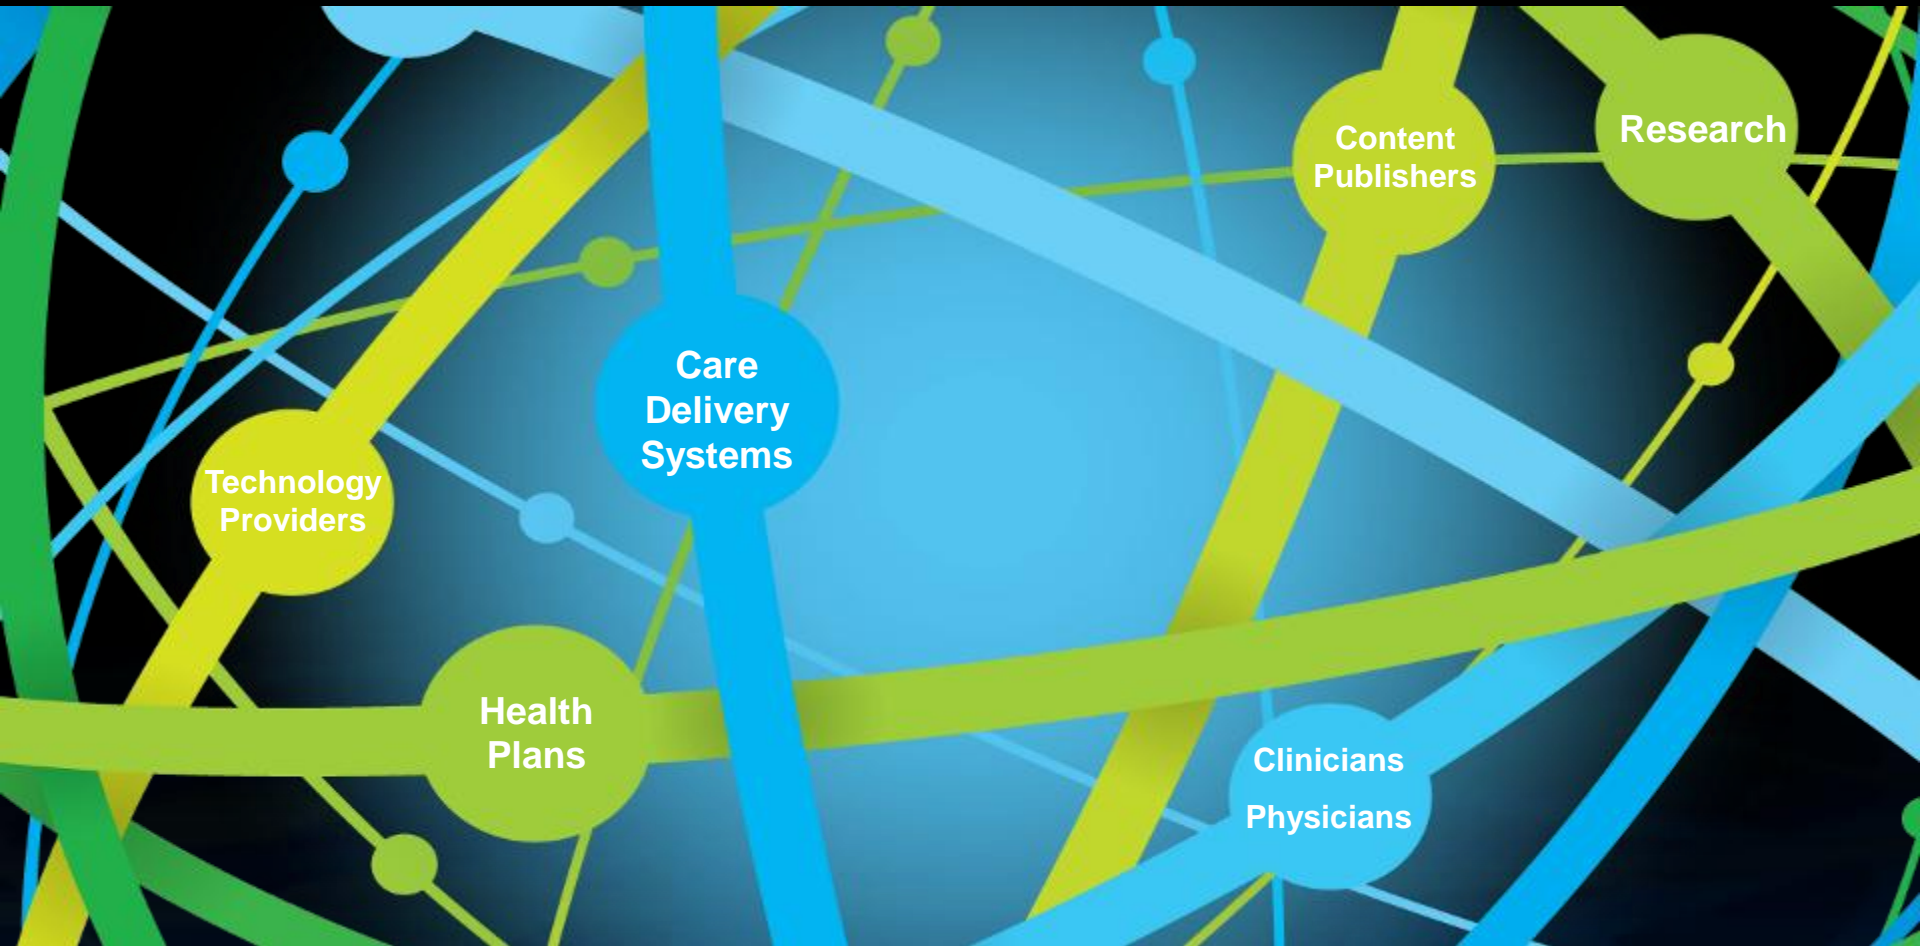 Content
Publishers
Research
Care
Delivery
Systems
Technology
Providers
Health
Plans
Clinicians
Physicians